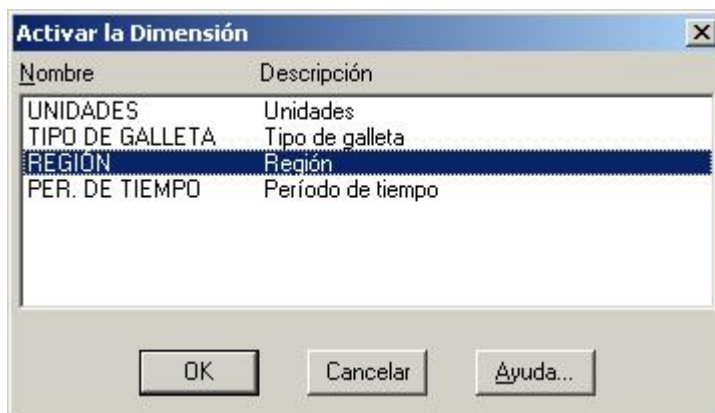 Activar la Dimensión
Nombre Descripción
UNIDADES Unidades
TIPO DE GALLETA Tipo de galleta
REGIÓN Región
PER. DE TIEMPO Período de tiempo
OK Cancelar Ayuda...